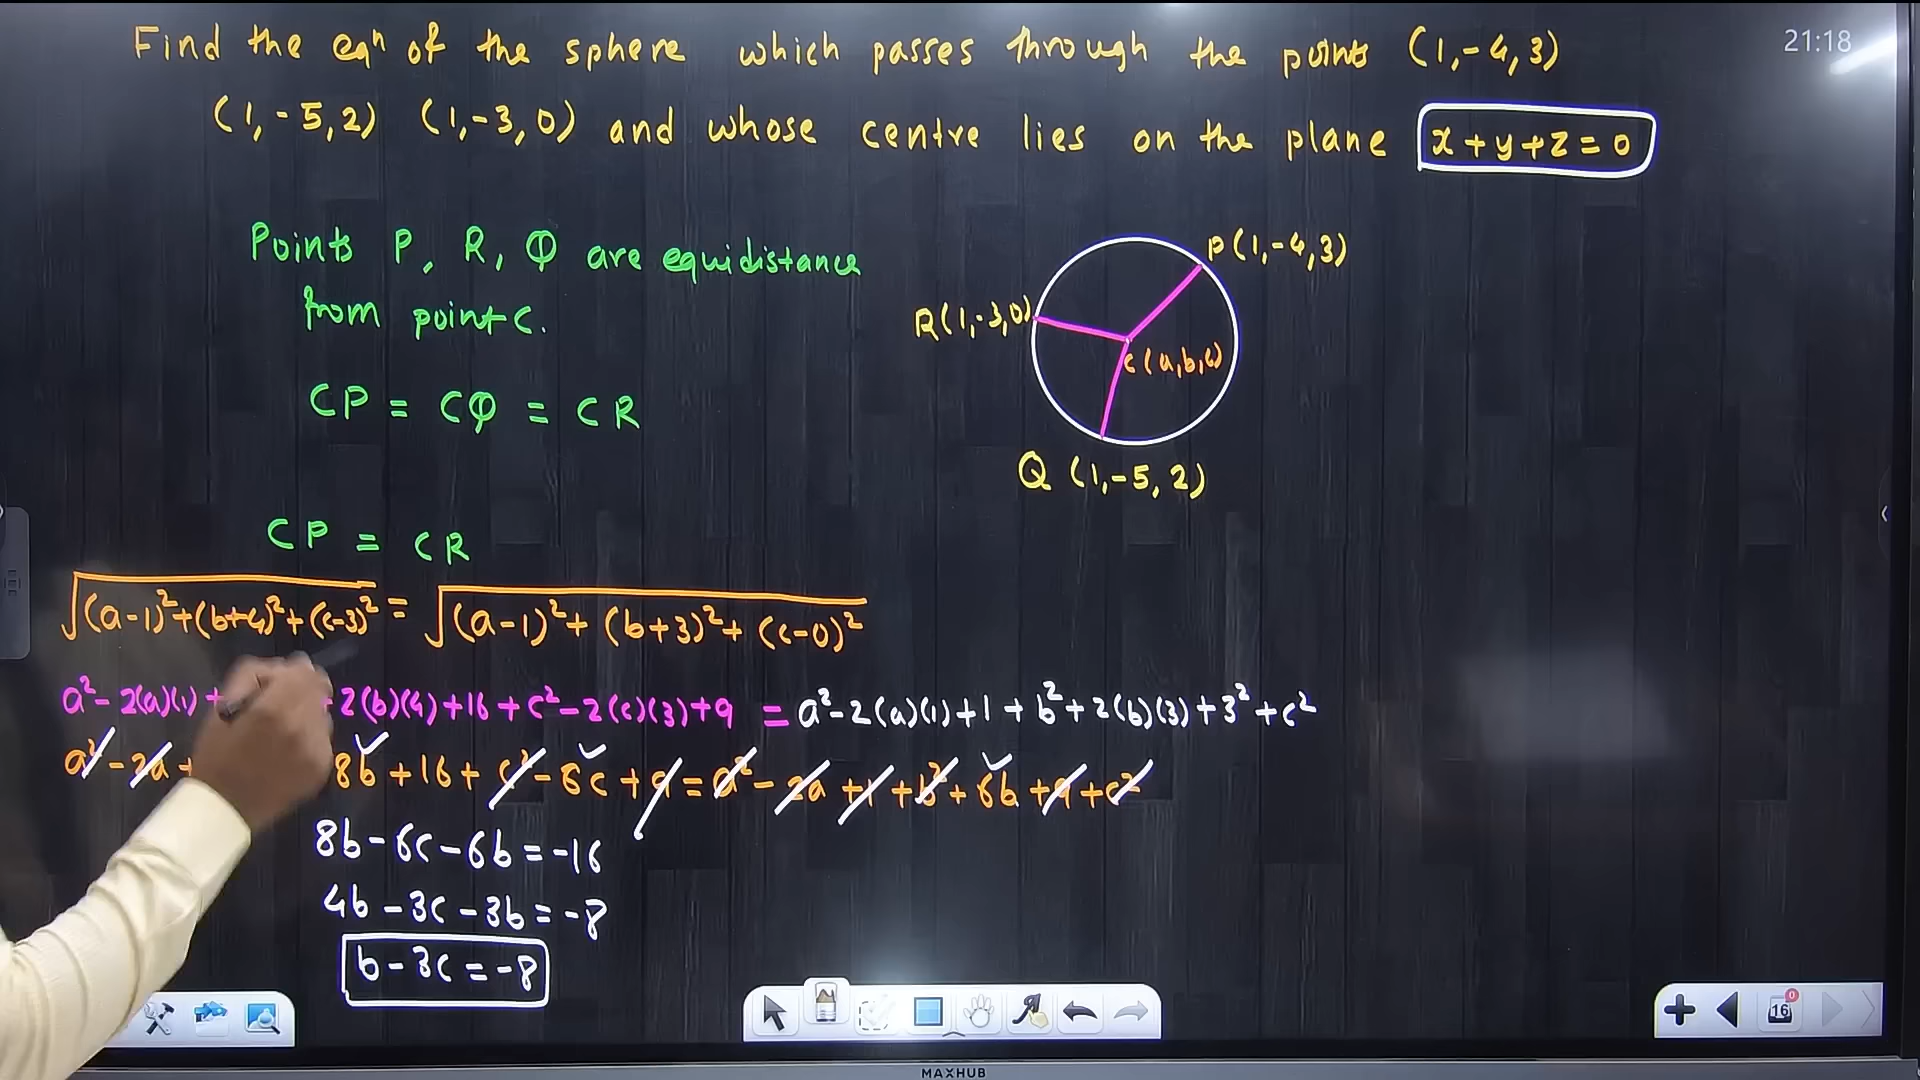 Find the eqⁿ of the sphere which passes through the points (1,-4,3)
21:18
(1,-5,2) (1,-3,0) and whose centre lies on the plane x+y+z=0
Points P, R, Q are equidistance
from point C.
P(1,-4,3)
R(1,-3,0)
C(a,b,c)
Q (1,-5,2)
CP = CQ = CR
CP = CR
√(a-1)²+(b+4)²+(c-3)² = √(a-1)²+(b+3)²+(c-0)²
a²-2(a)(1)+ +2(b)(4)+16+c²-2(c)(3)+9 = a²-2(a)(1)+1+b²+2(b)(3)+3²+c²
a²-2a+ 8b+16+c²-6c+9=a²-2a+1+b²+6b+9+c²
8b-6c-6b=-16
4b-3c-3b=-8
b-3c=-8
16
0
MAXHUB